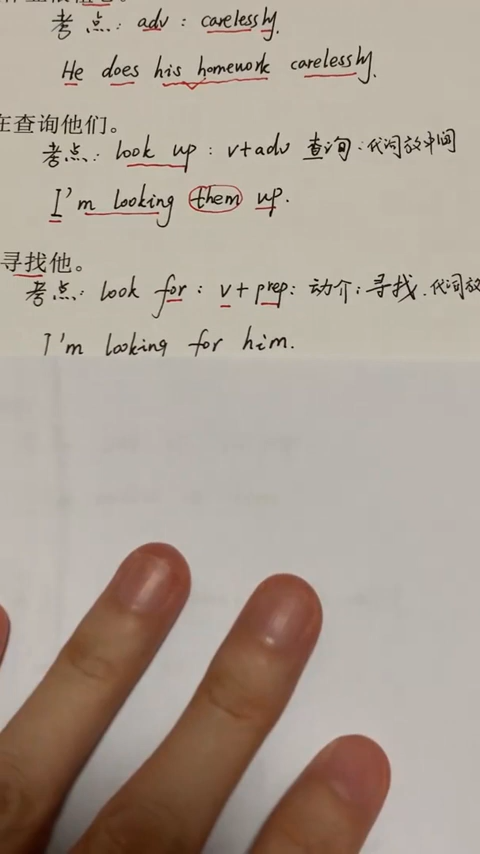 考点: adv: carelessly.
He does his homework carelessly.
在查询他们。
考点: look up: v+adv 查询:代词放中间
I'm looking them up.
寻找他。
考点: look for: v+prep: 动介:寻找.代词放
I'm looking for him.